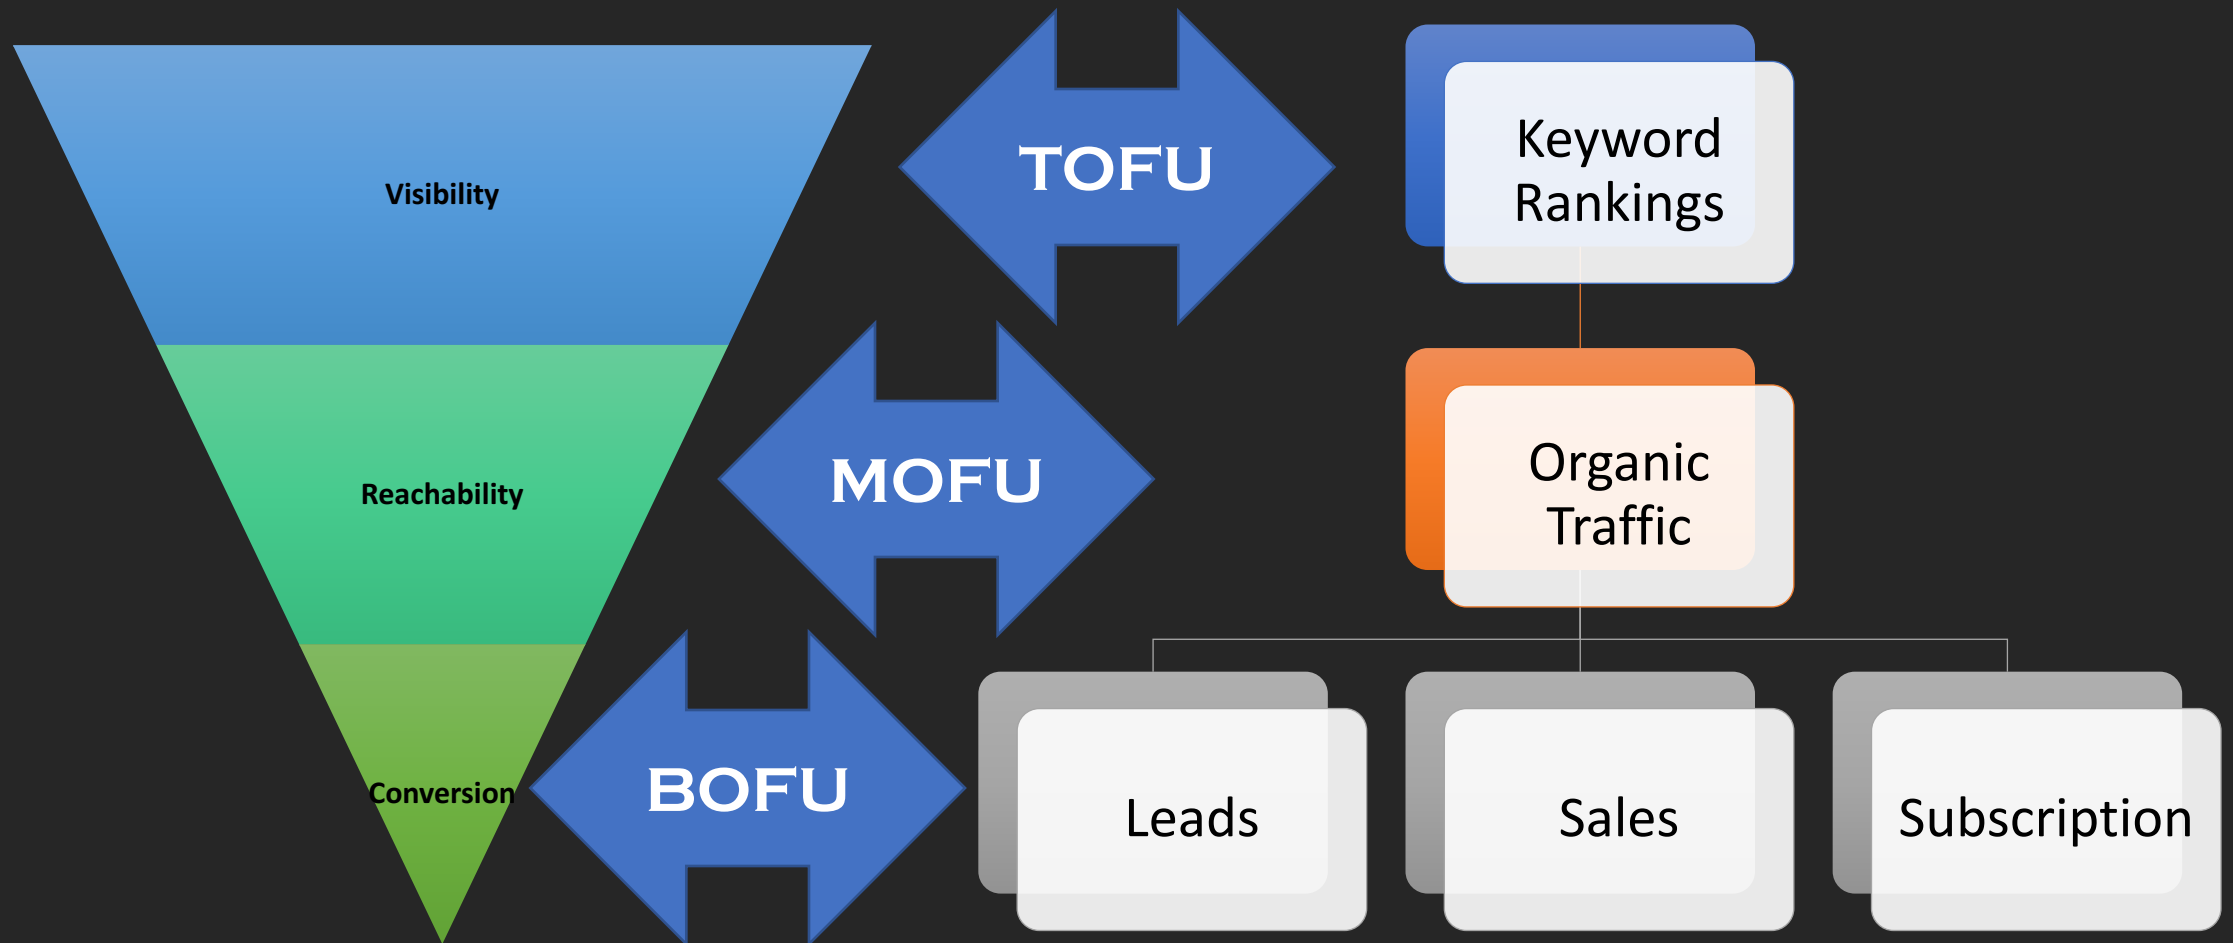 Visibility
TOFU
Keyword
Rankings
Reachability
MOFU
Organic
Traffic
Conversion
BOFU
Leads
Sales
Subscription